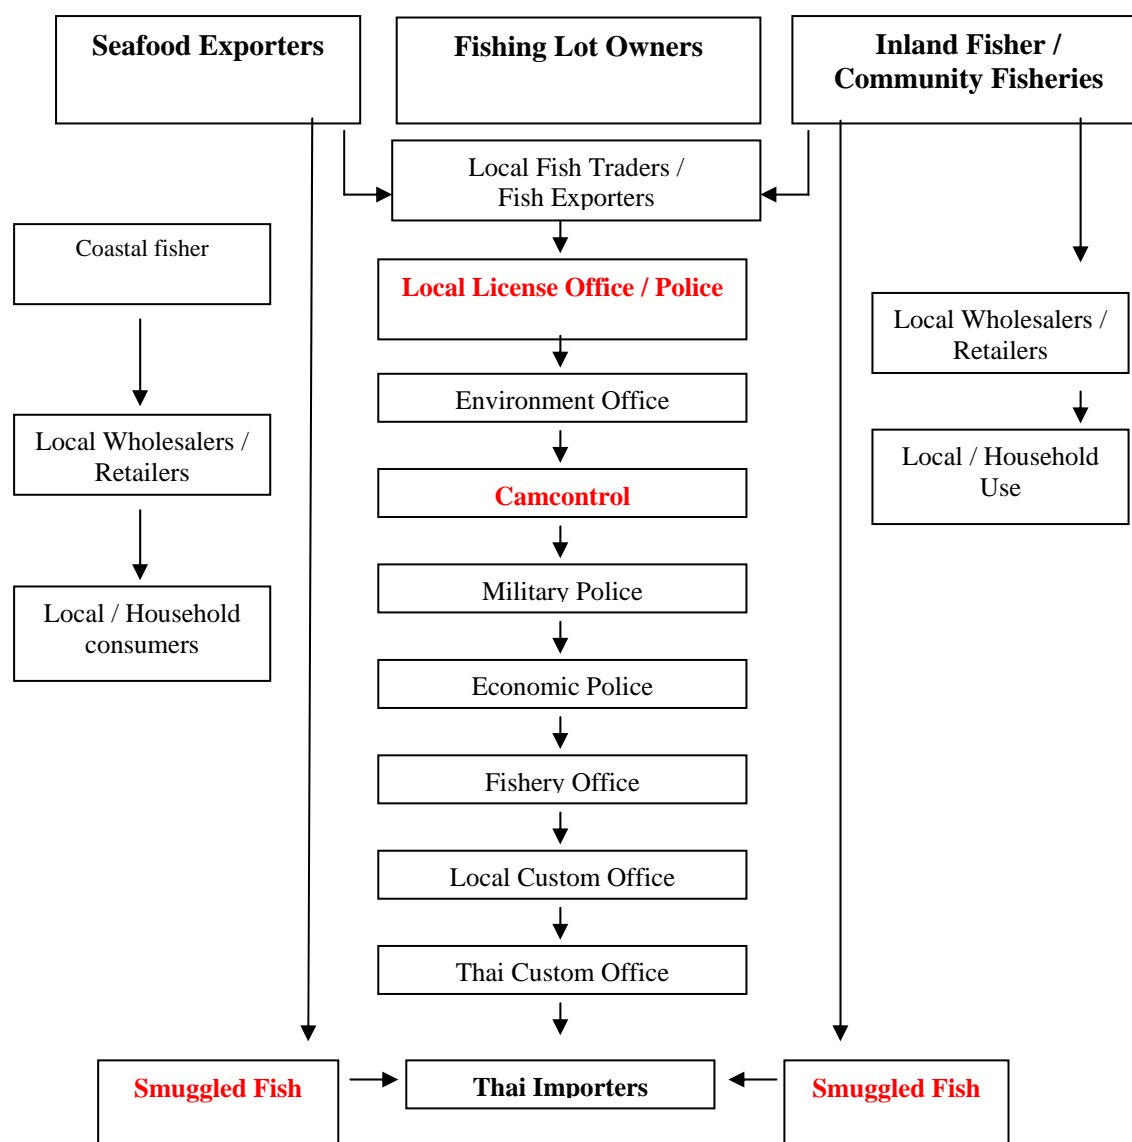 Seafood Exporters
Fishing Lot Owners
Inland Fisher /
Community Fisheries
Local Fish Traders /
Fish Exporters
Coastal fisher
Local License Office / Police
Local Wholesalers /
Retailers
Environment Office
Local Wholesalers /
Retailers
Local / Household
Use
Camcontrol
Military Police
Local / Household
consumers
Economic Police
Fishery Office
Local Custom Office
Thai Custom Office
Smuggled Fish
Thai Importers
Smuggled Fish